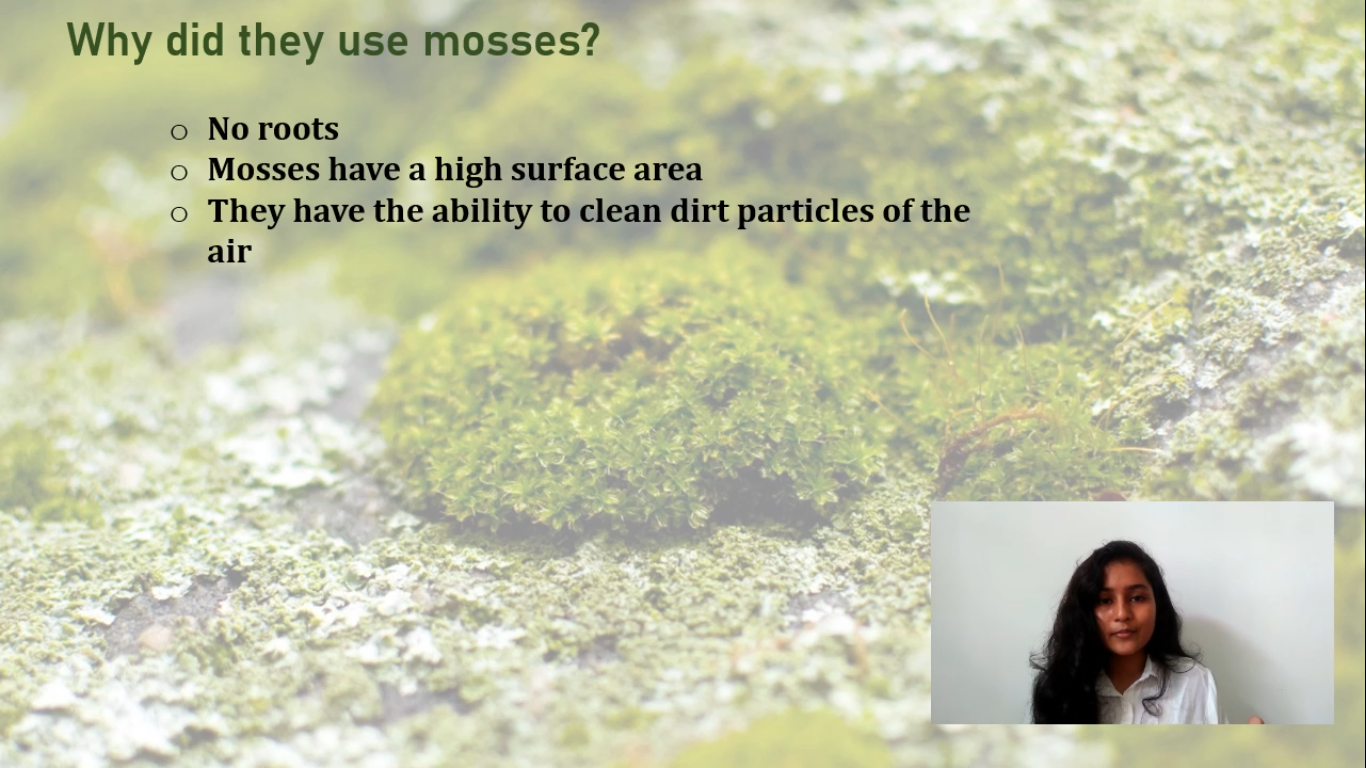 Why did they use mosses?
○ No roots
○ Mosses have a high surface area
○ They have the ability to clean dirt particles of the
air